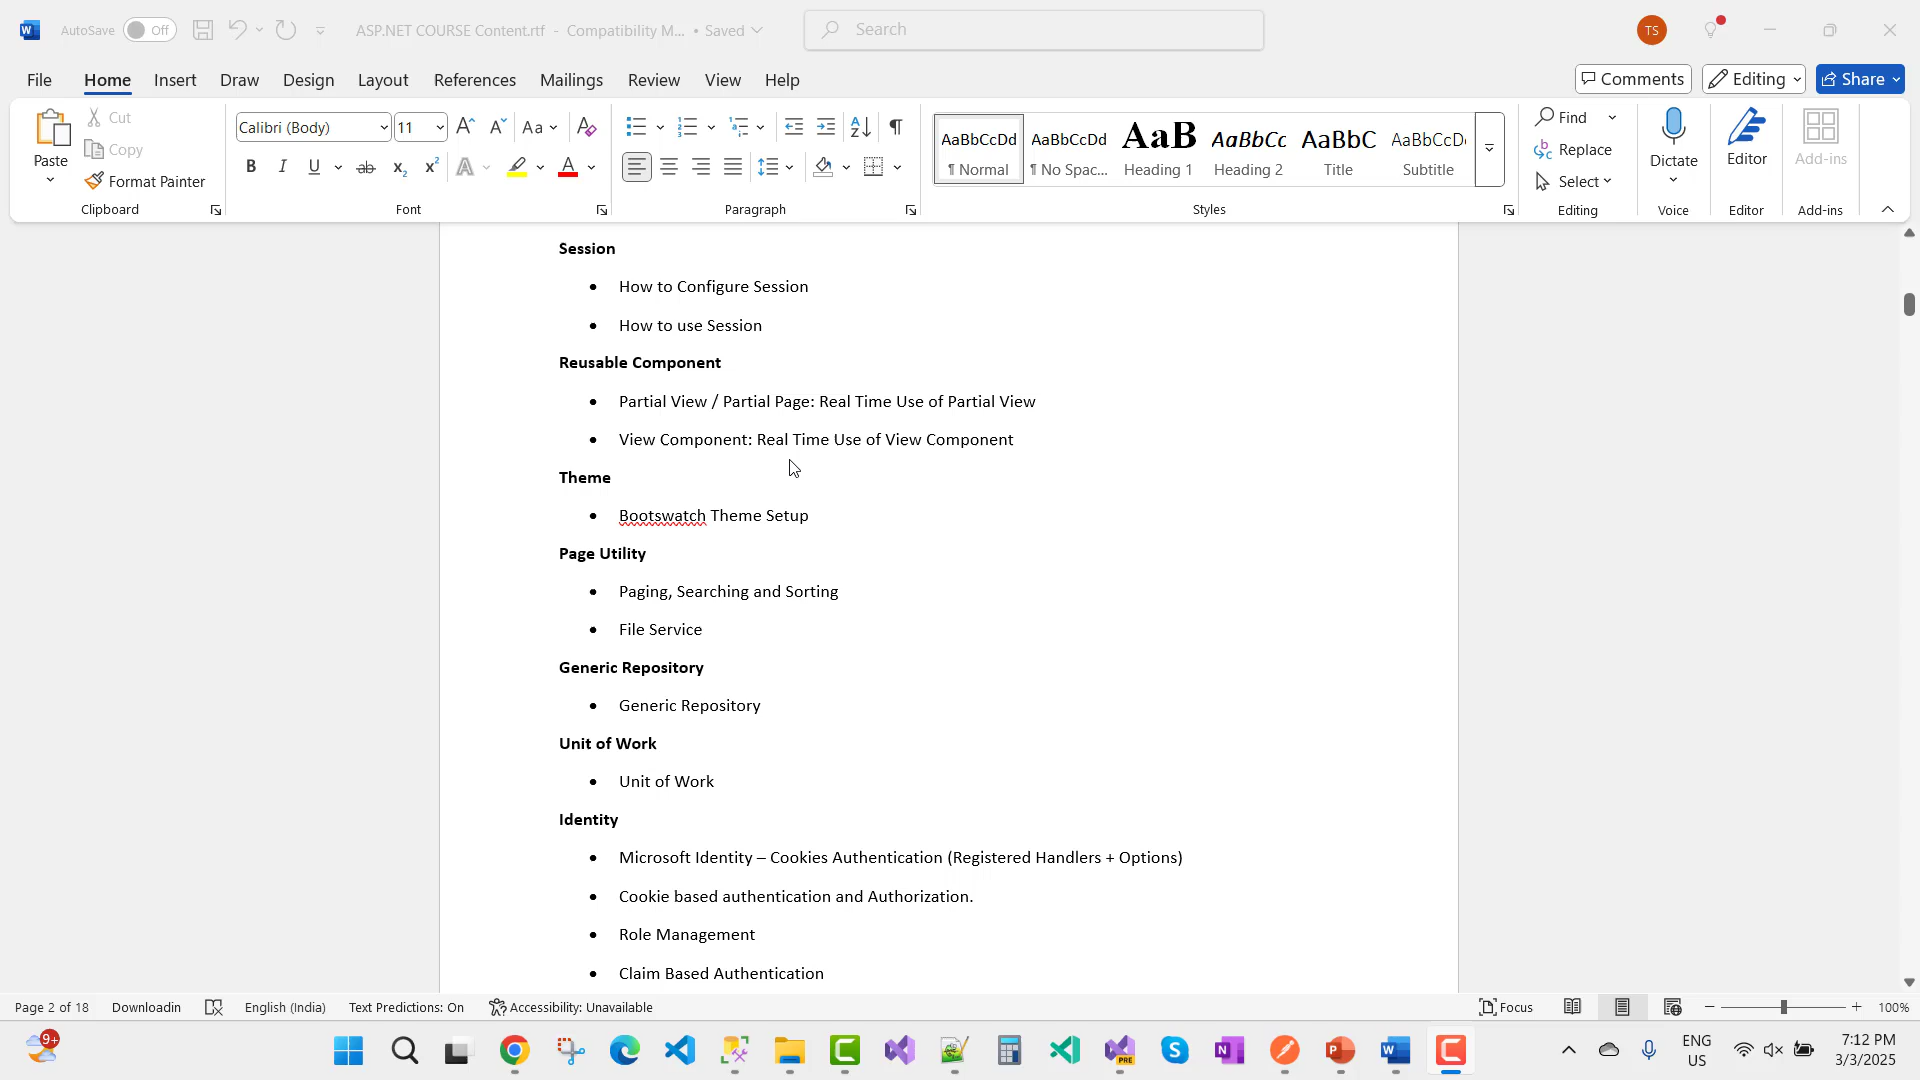 AutoSave Off ASP.NET COURSE Content.rtf - Compatibility M... • Saved Search TS
File Home Insert Draw Design Layout References Mailings Review View Help Comments Editing Share
Paste Cut Copy Format Painter Clipboard
Calibri (Body) 11 Aa Font
Paragraph
AaBbCcDd ¶ Normal
AaBbCcDd ¶ No Spac...
AaB Heading 1
AaBbCc Heading 2
AaBbC Title
AaBbCcD Subtitle
Styles
Find Replace Select Editing
Dictate Voice
Editor Editor
Add-ins Add-ins
Session
• How to Configure Session
• How to use Session
Reusable Component
• Partial View / Partial Page: Real Time Use of Partial View
• View Component: Real Time Use of View Component
Theme
• Bootswatch Theme Setup
Page Utility
• Paging, Searching and Sorting
• File Service
Generic Repository
• Generic Repository
Unit of Work
• Unit of Work
Identity
• Microsoft Identity – Cookies Authentication (Registered Handlers + Options)
• Cookie based authentication and Authorization.
• Role Management
• Claim Based Authentication
Page 2 of 18 Downloadin English (India) Text Predictions: On Accessibility: Unavailable Focus 100%
9+ PRE ENG US 7:12 PM 3/3/2025